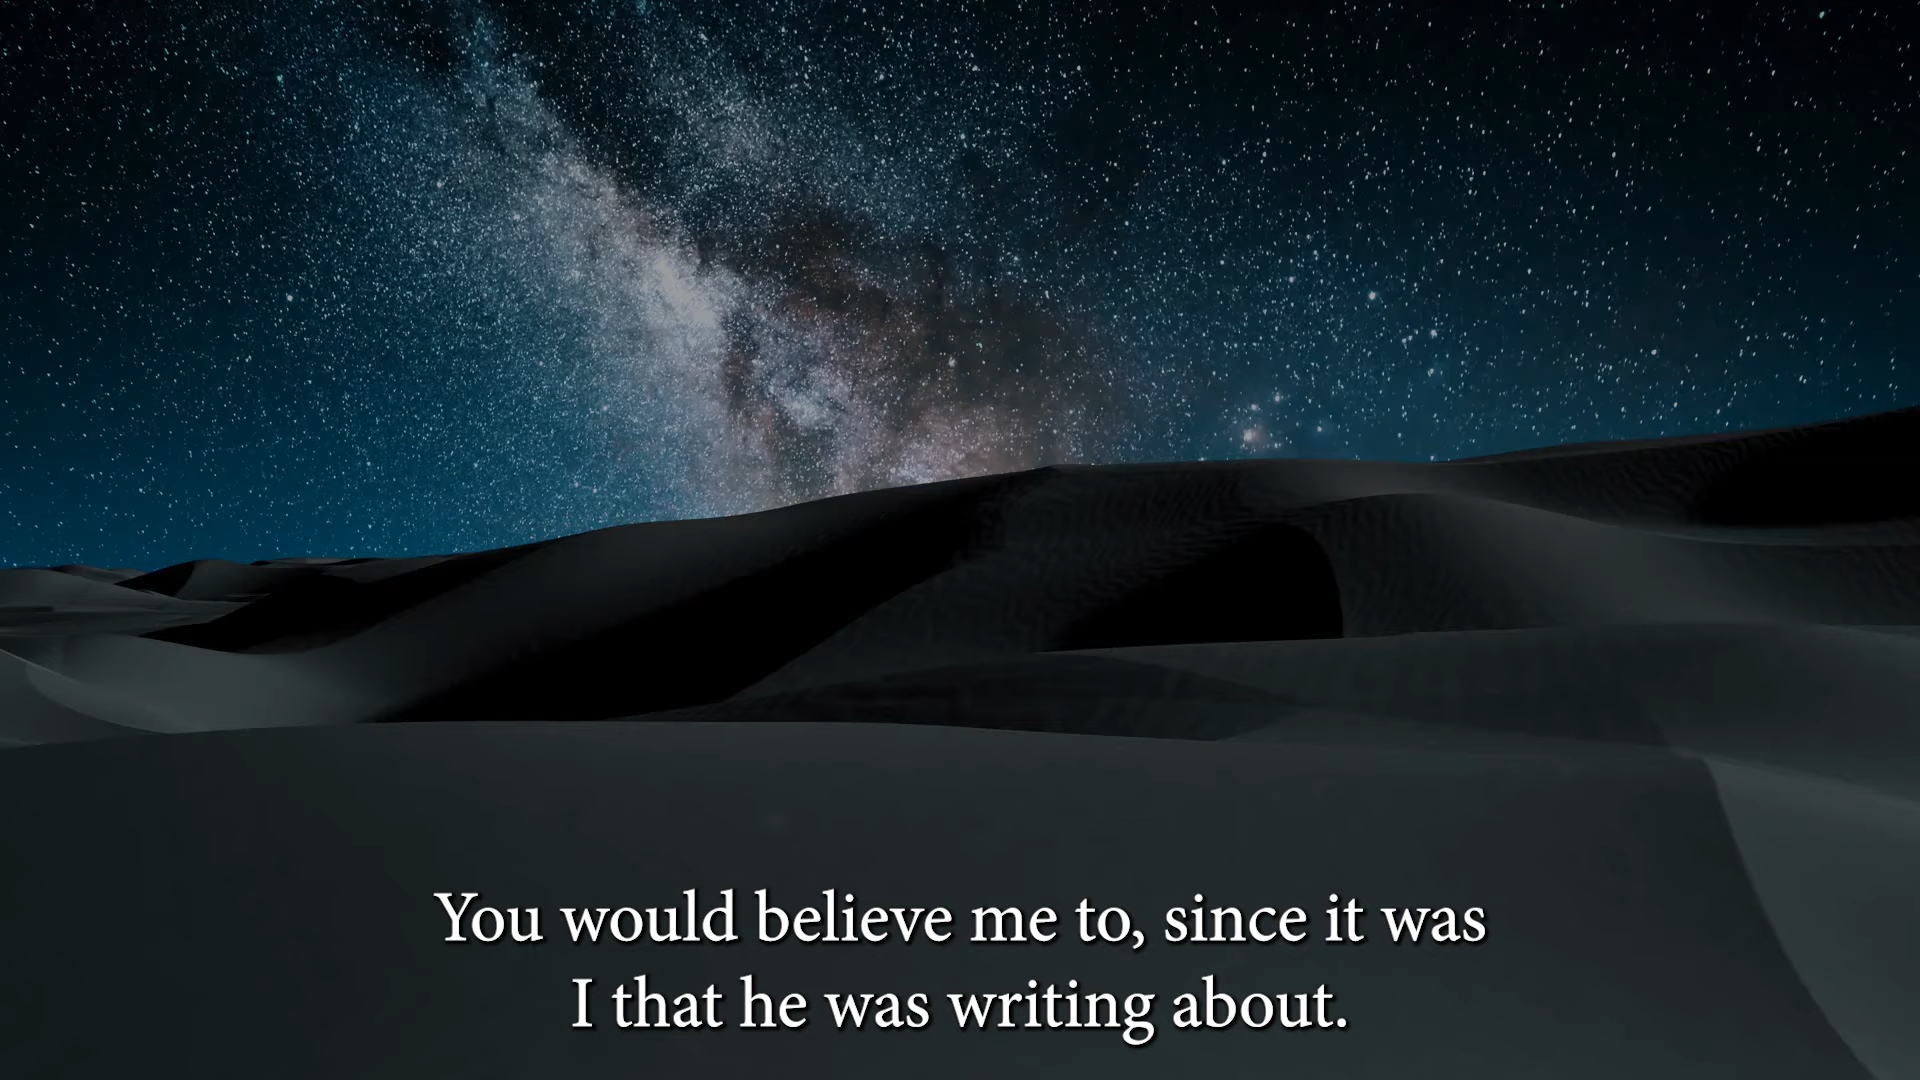 You would believe me to, since it was
I that he was writing about.